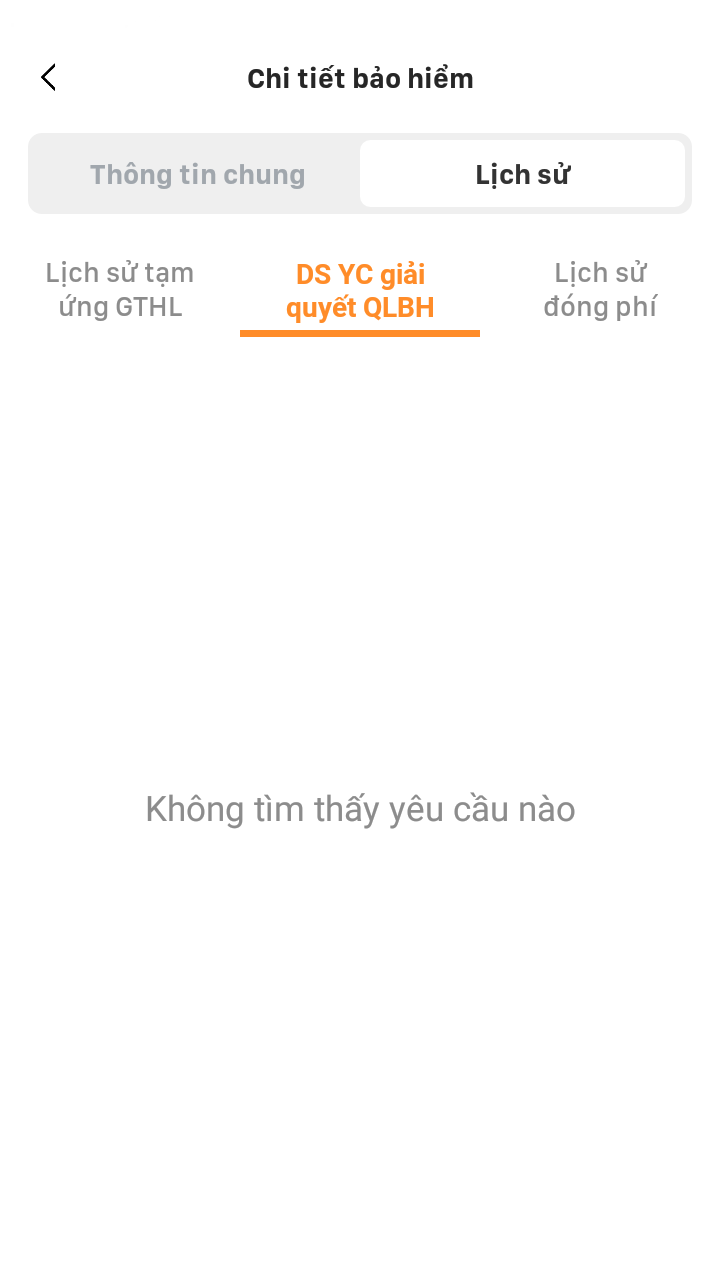 Chi tiết bảo hiểm
Thông tin chung
Lịch sử
Lịch sử tạm
ứng GTHL
DS YC giải
quyết QLBH
Lịch sử
đóng phí
Không tìm thấy yêu cầu nào